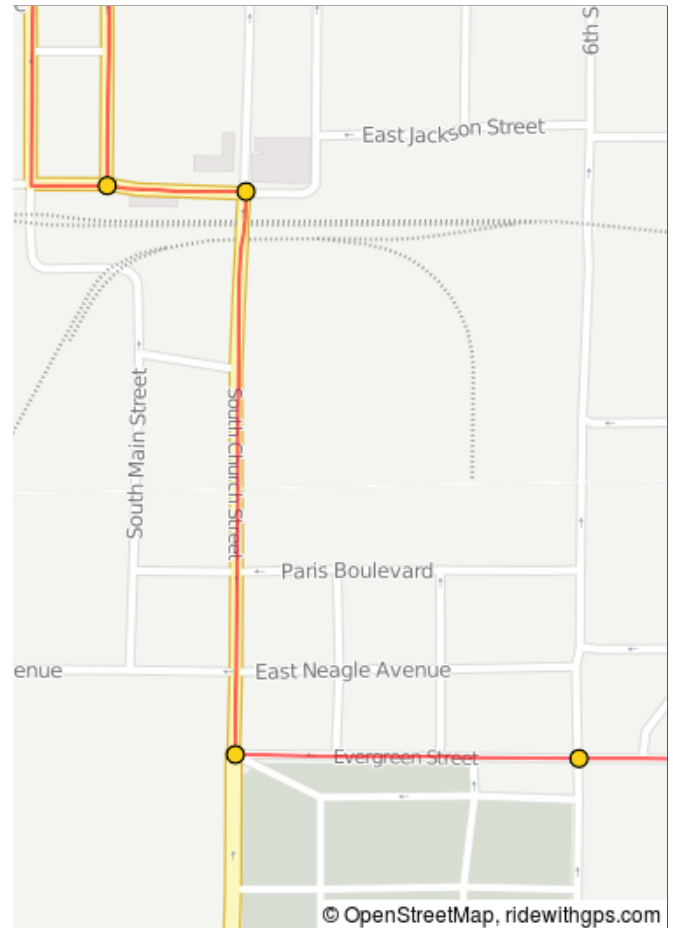 6th S
East Jackson Street
South Main Street
South Church Street
Paris Boulevard
enue
East Neagle Avenue
Evergreen Street
© OpenStreetMap, ridewithgps.com